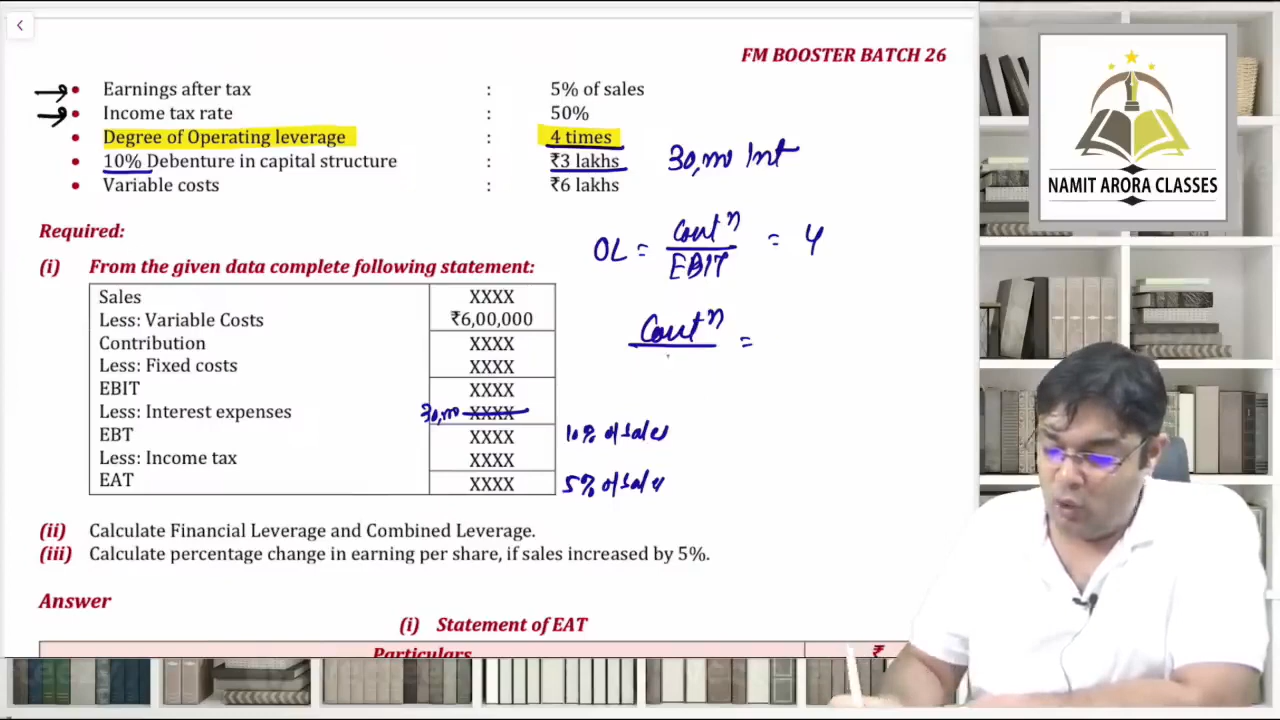 FM BOOSTER BATCH 26
• Earnings after tax : 5% of sales
• Income tax rate : 50%
• Degree of Operating leverage : 4 times
• 10% Debenture in capital structure : ₹3 lakhs 30,000 Int
• Variable costs : ₹6 lakhs
NAMIT ARORA CLASSES
Required:
OL = Contⁿ / EBIT = 4
(i) From the given data complete following statement:
Sales XXXX
Less: Variable Costs ₹6,00,000
Contⁿ =
Contribution XXXX
Less: Fixed costs XXXX
EBIT XXXX
Less: Interest expenses 30,000 XXXX
EBT XXXX 10% of sales
Less: Income tax XXXX
EAT XXXX 5% of sales
(ii) Calculate Financial Leverage and Combined Leverage.
(iii) Calculate percentage change in earning per share, if sales increased by 5%.
Answer
(i) Statement of EAT
Particulars ₹